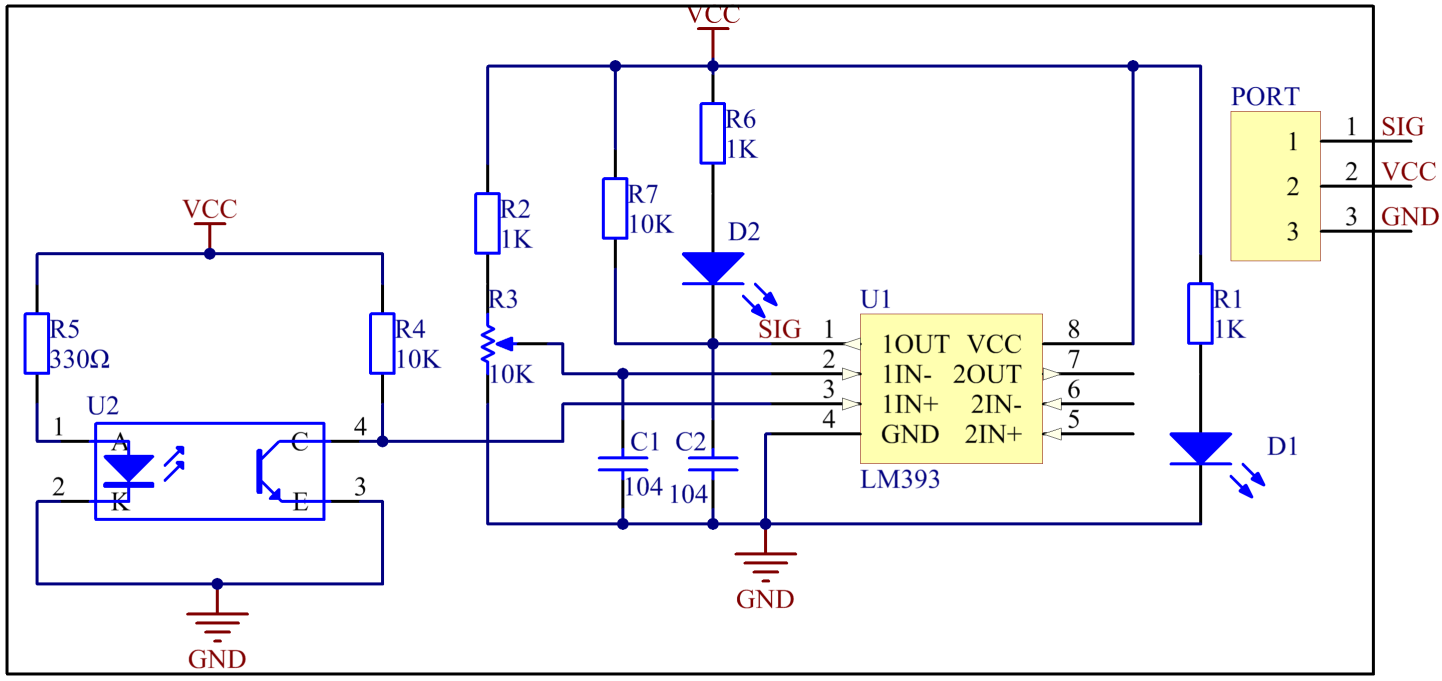 VCC
PORT
1 1 SIG
2 2 VCC
3 3 GND
R6
1K
R7
10K
R2
1K
D2
VCC
R3
10K
R5
330Ω
R4
10K
R1
1K
U1
SIG 1 1OUT VCC 8
2 1IN- 2OUT 7
3 1IN+ 2IN- 6
4 GND 2IN+ 5
LM393
U2
1 A C 4
2 K E 3
C1
104
C2
104
D1
GND
GND